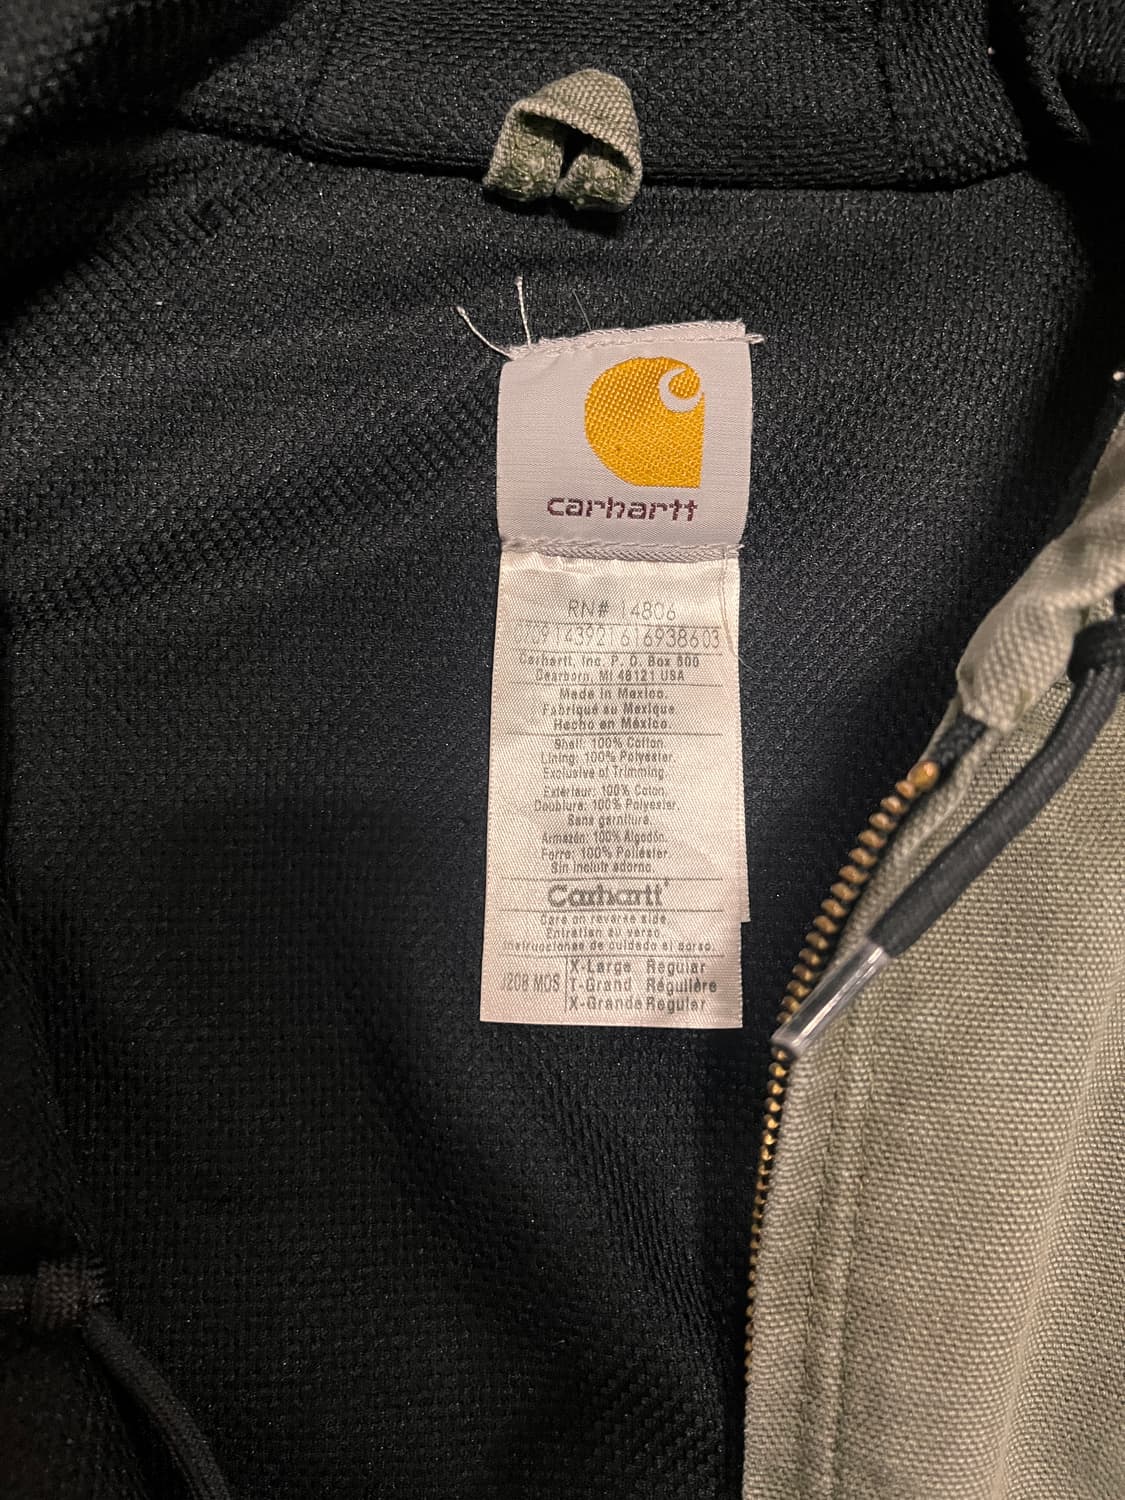 carhartt
RN# 14806
143921 616938603
Carhartt, Inc. P. O. Box 600
Dearborn, MI 48121 USA
Made in Mexico.
Fabriqué au Mexique
Hecho en México.
Shell: 100% Cotton.
Lining: 100% Polyester.
Exclusive of Trimming.
Extérieur: 100% Coton.
Doublure: 100% Polyester.
Sans garniture.
Armazón: 100% Algodón.
Forro: 100% Poliéster.
Sin incluir adorno.
Carhartt
Care on reverse side.
Entretien au verso.
Instrucciones de cuidado al dorso.
J208 MOS
X-Large Regular
T-Grand Régulière
X-Grande Regular